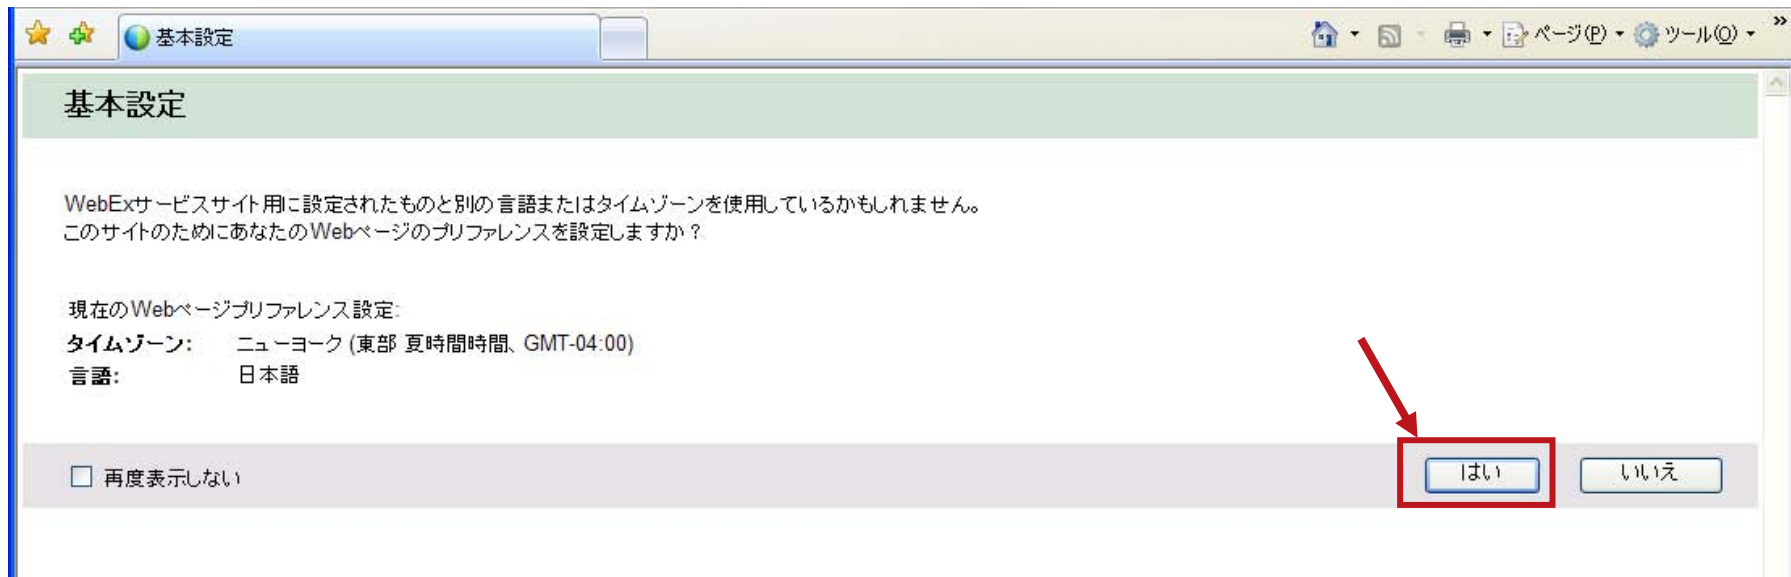 基本設定
ページ(P)
ツール(O)
»
基本設定
WebExサービスサイト用に設定されたものと別の言語またはタイムゾーンを使用しているかもしれません。
このサイトのためにあなたのWebページのプリファレンスを設定しますか？
現在のWebページプリファレンス設定:
タイムゾーン: ニューヨーク (東部 夏時間時間、GMT-04:00)
言語: 日本語
再度表示しない
はい
いいえ